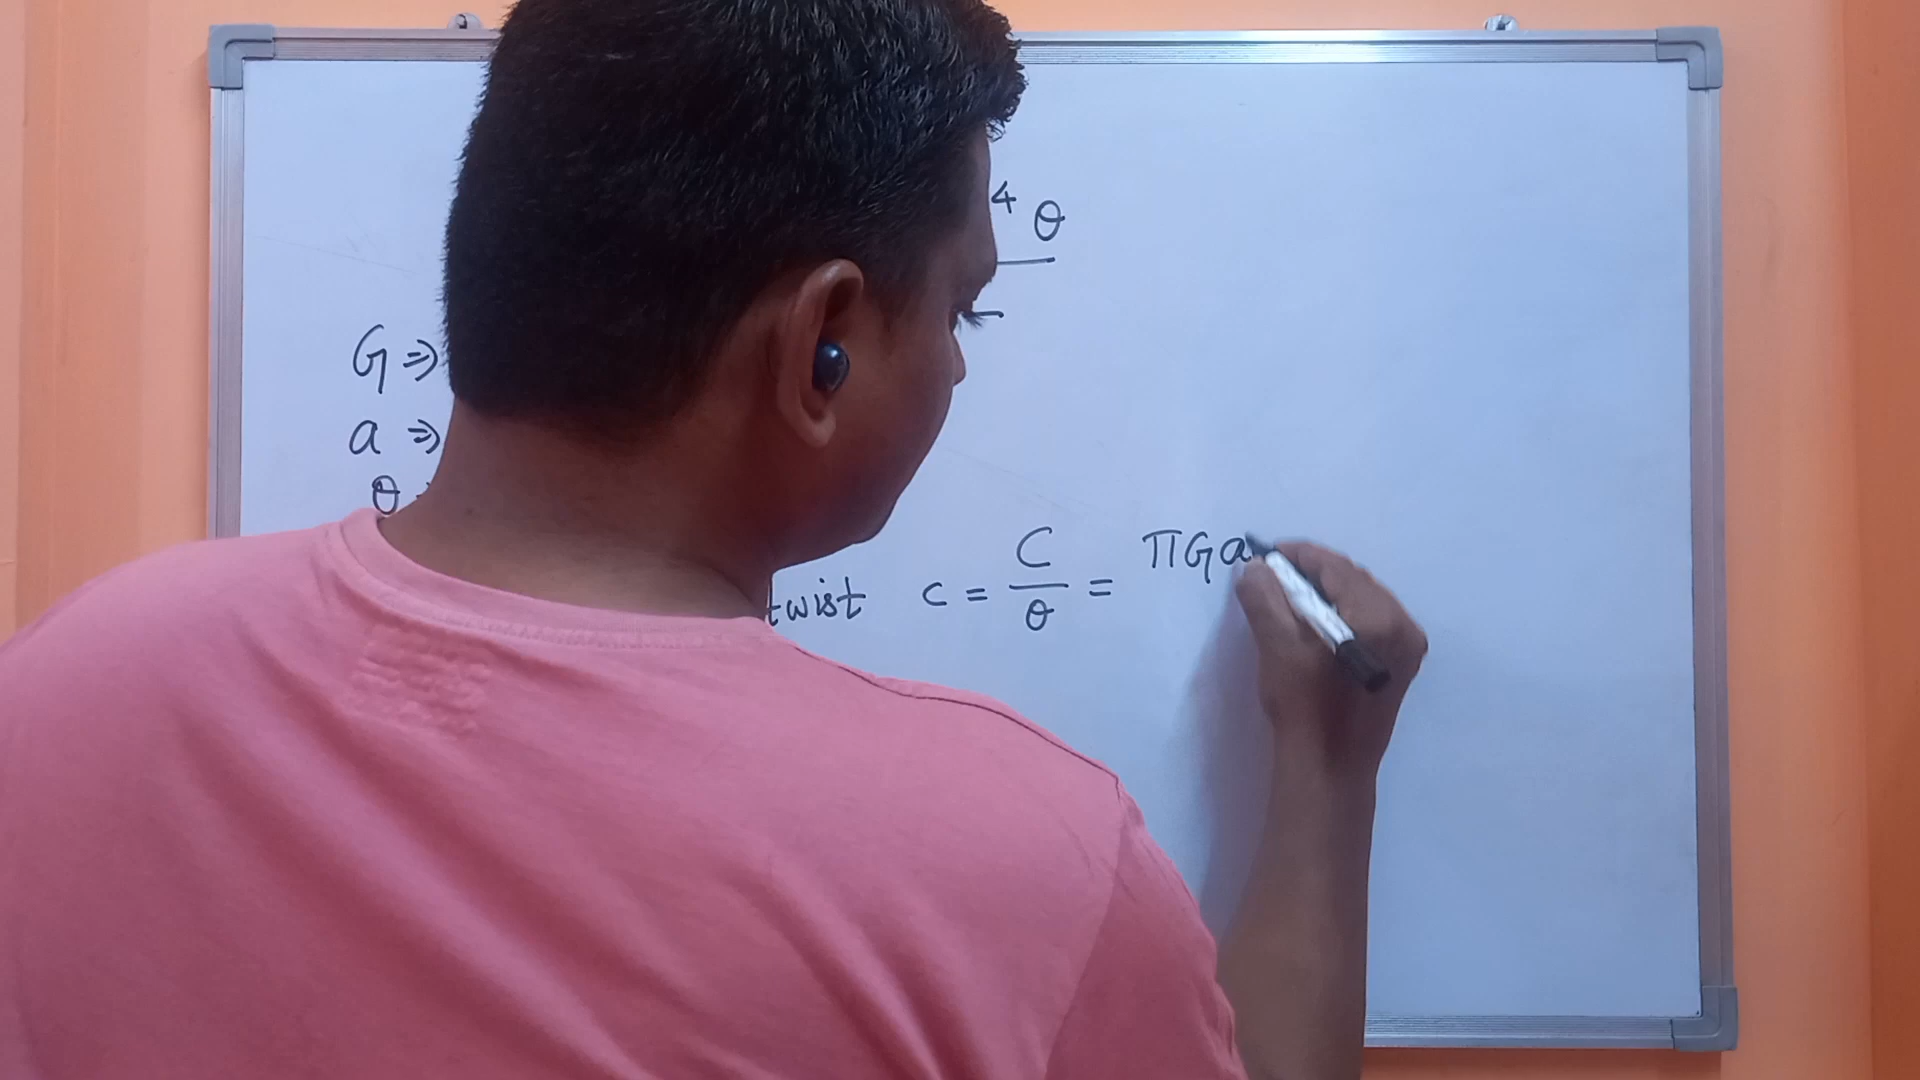 4 θ
G ⇒
a ⇒
θ
twist c = C/θ = πGa